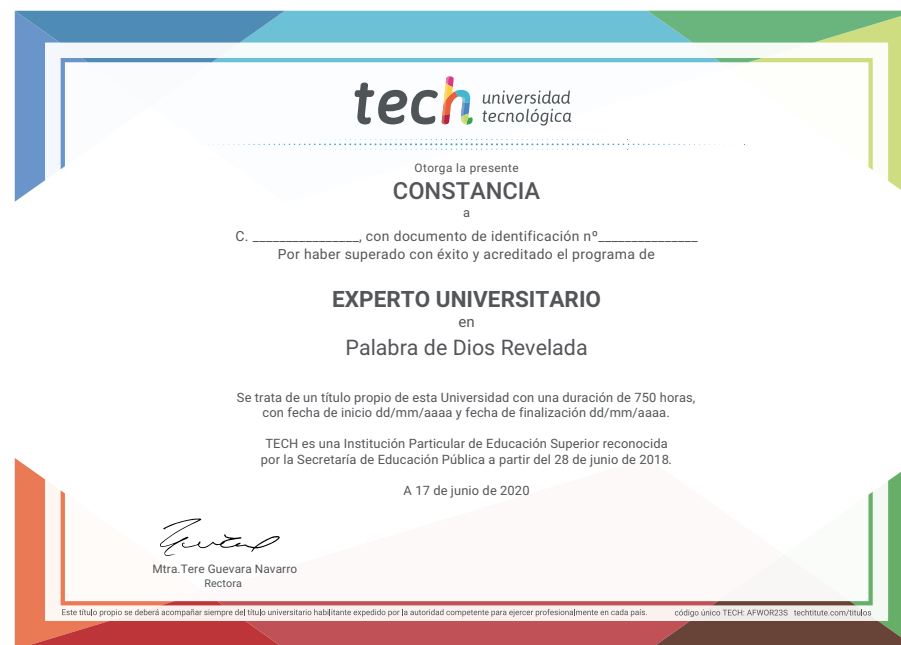 tech universidad
tecnológica
Otorga la presente
CONSTANCIA
a
C. ________________, con documento de identificación nº_______________
Por haber superado con éxito y acreditado el programa de
EXPERTO UNIVERSITARIO
en
Palabra de Dios Revelada
Se trata de un título propio de esta Universidad con una duración de 750 horas,
con fecha de inicio dd/mm/aaaa y fecha de finalización dd/mm/aaaa.
TECH es una Institución Particular de Educación Superior reconocida
por la Secretaría de Educación Pública a partir del 28 de junio de 2018.
A 17 de junio de 2020
Mtra.Tere Guevara Navarro
Rectora
Este título propio se deberá acompañar siempre del título universitario habilitante expedido por la autoridad competente para ejercer profesionalmente en cada país. código único TECH: AFWOR23S techtitute.com/titulos